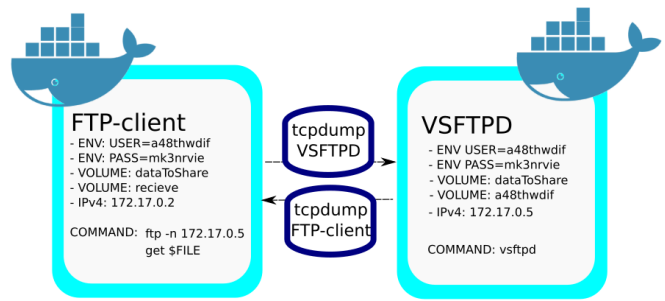 FTP-client
- ENV: USER=a48thwdif
- ENV: PASS=mk3nrvie
- VOLUME: dataToShare
- VOLUME: recieve
- IPv4: 172.17.0.2
COMMAND: ftp -n 172.17.0.5
get $FILE
tcpdump
VSFTPD
tcpdump
FTP-client
VSFTPD
- ENV USER=a48thwdif
- ENV PASS=mk3nrvie
- VOLUME: dataToShare
- VOLUME: a48thwdif
- IPv4: 172.17.0.5
COMMAND: vsftpd